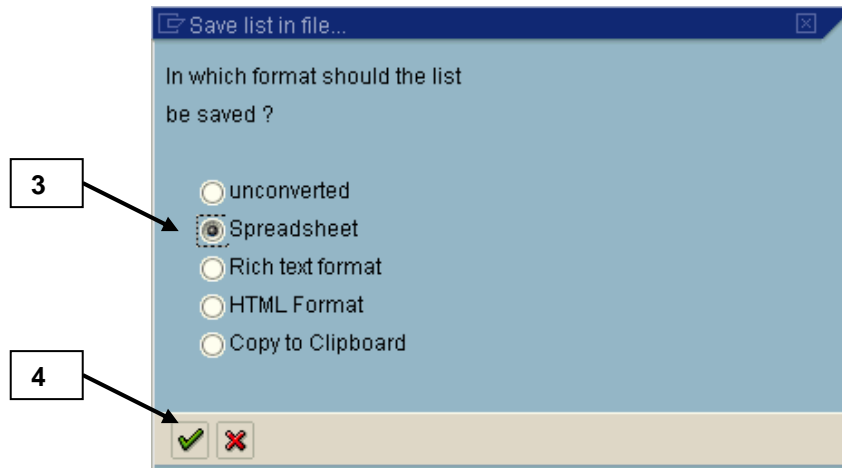 Save list in file...
In which format should the list
be saved ?
3
unconverted
Spreadsheet
Rich text format
HTML Format
Copy to Clipboard
4